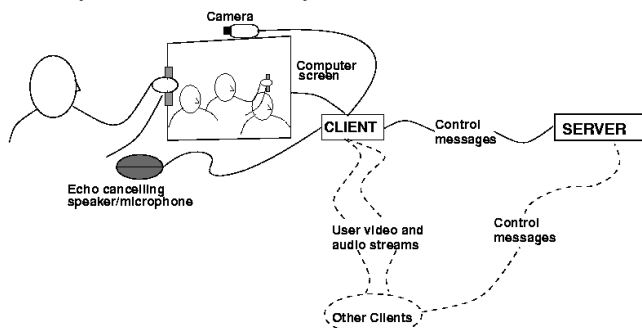 Camera
Computer
screen
CLIENT
Control
messages
SERVER
Echo cancelling
speaker/microphone
User video and
audio streams
Control
messages
Other Clients